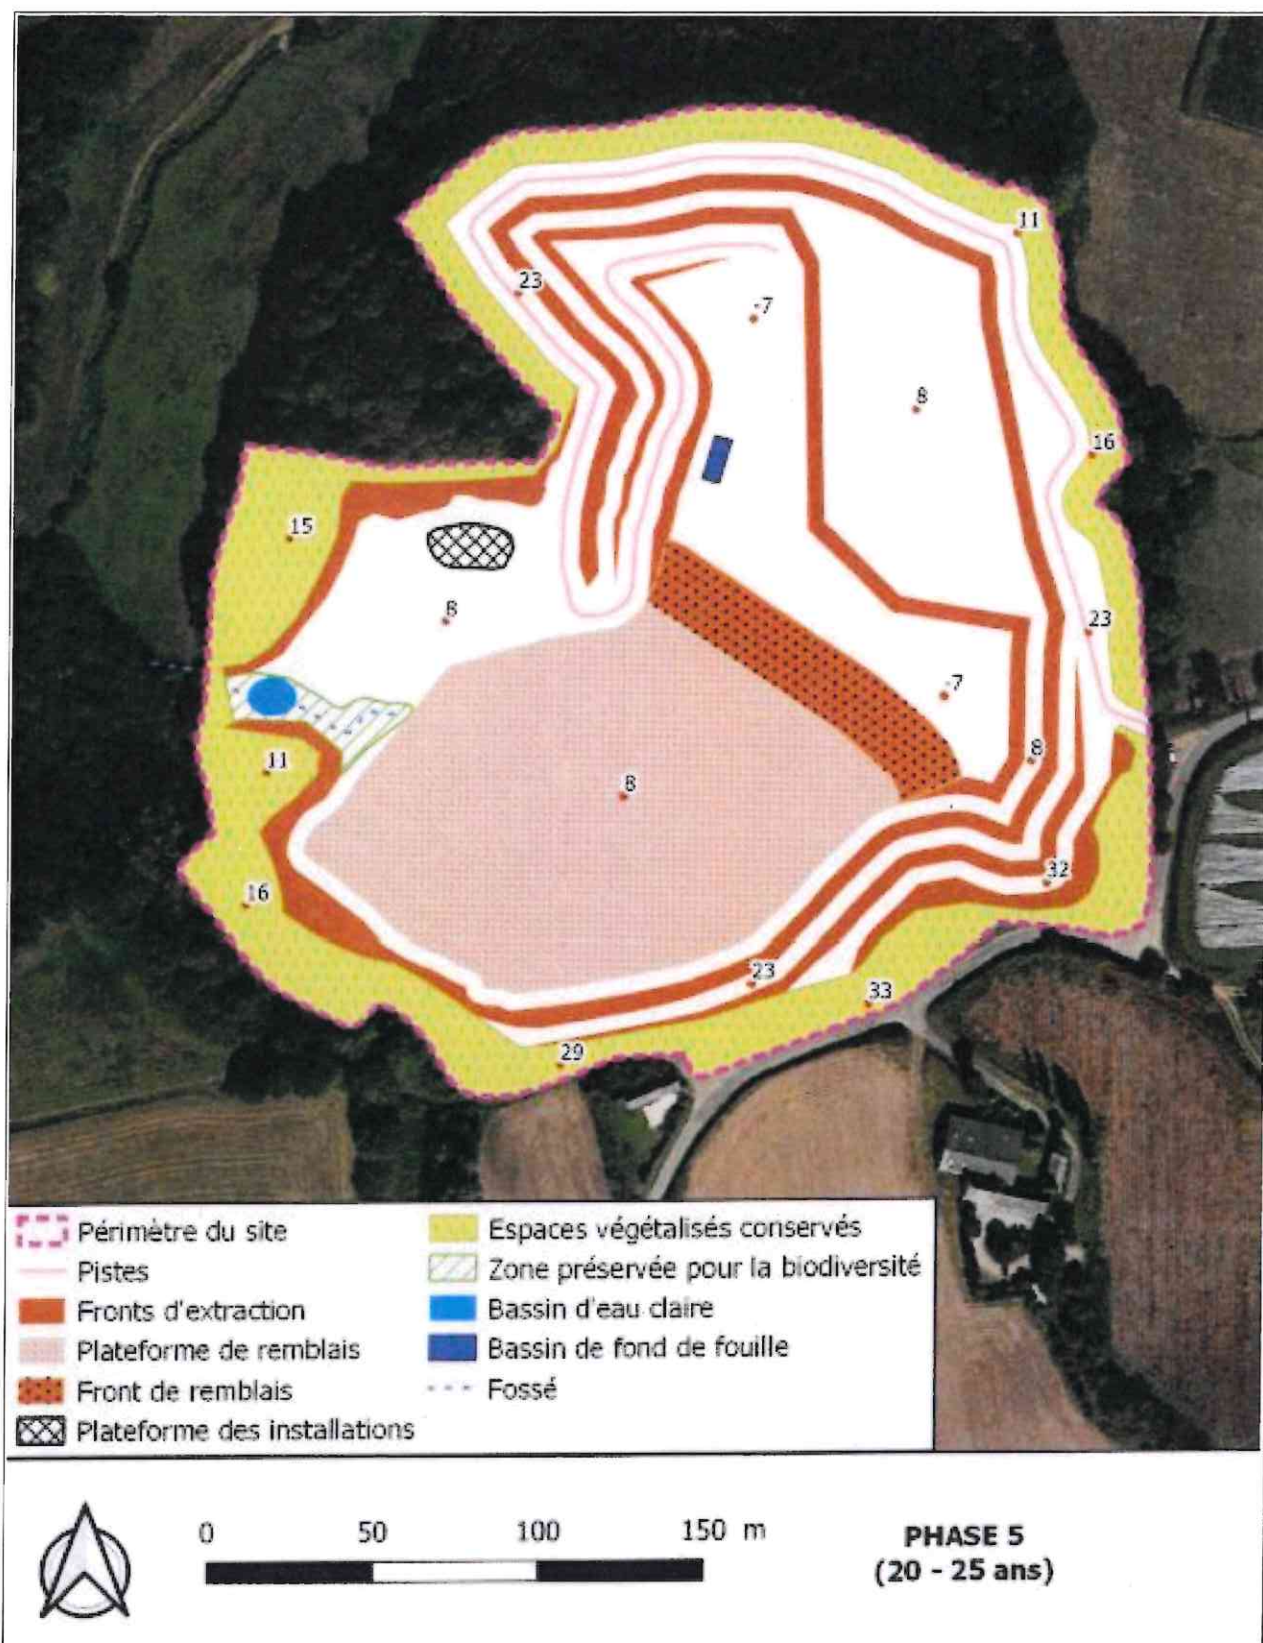 11
23
-7
8
16
15
8
23
-7
8
11
8
32
16
23
33
29
Périmètre du site
Pistes
Fronts d'extraction
Plateforme de remblais
Front de remblais
Plateforme des installations
Espaces végétalisés conservés
Zone préservée pour la biodiversité
Bassin d'eau claire
Bassin de fond de fouille
Fossé
0 50 100 150 m
PHASE 5
(20 - 25 ans)